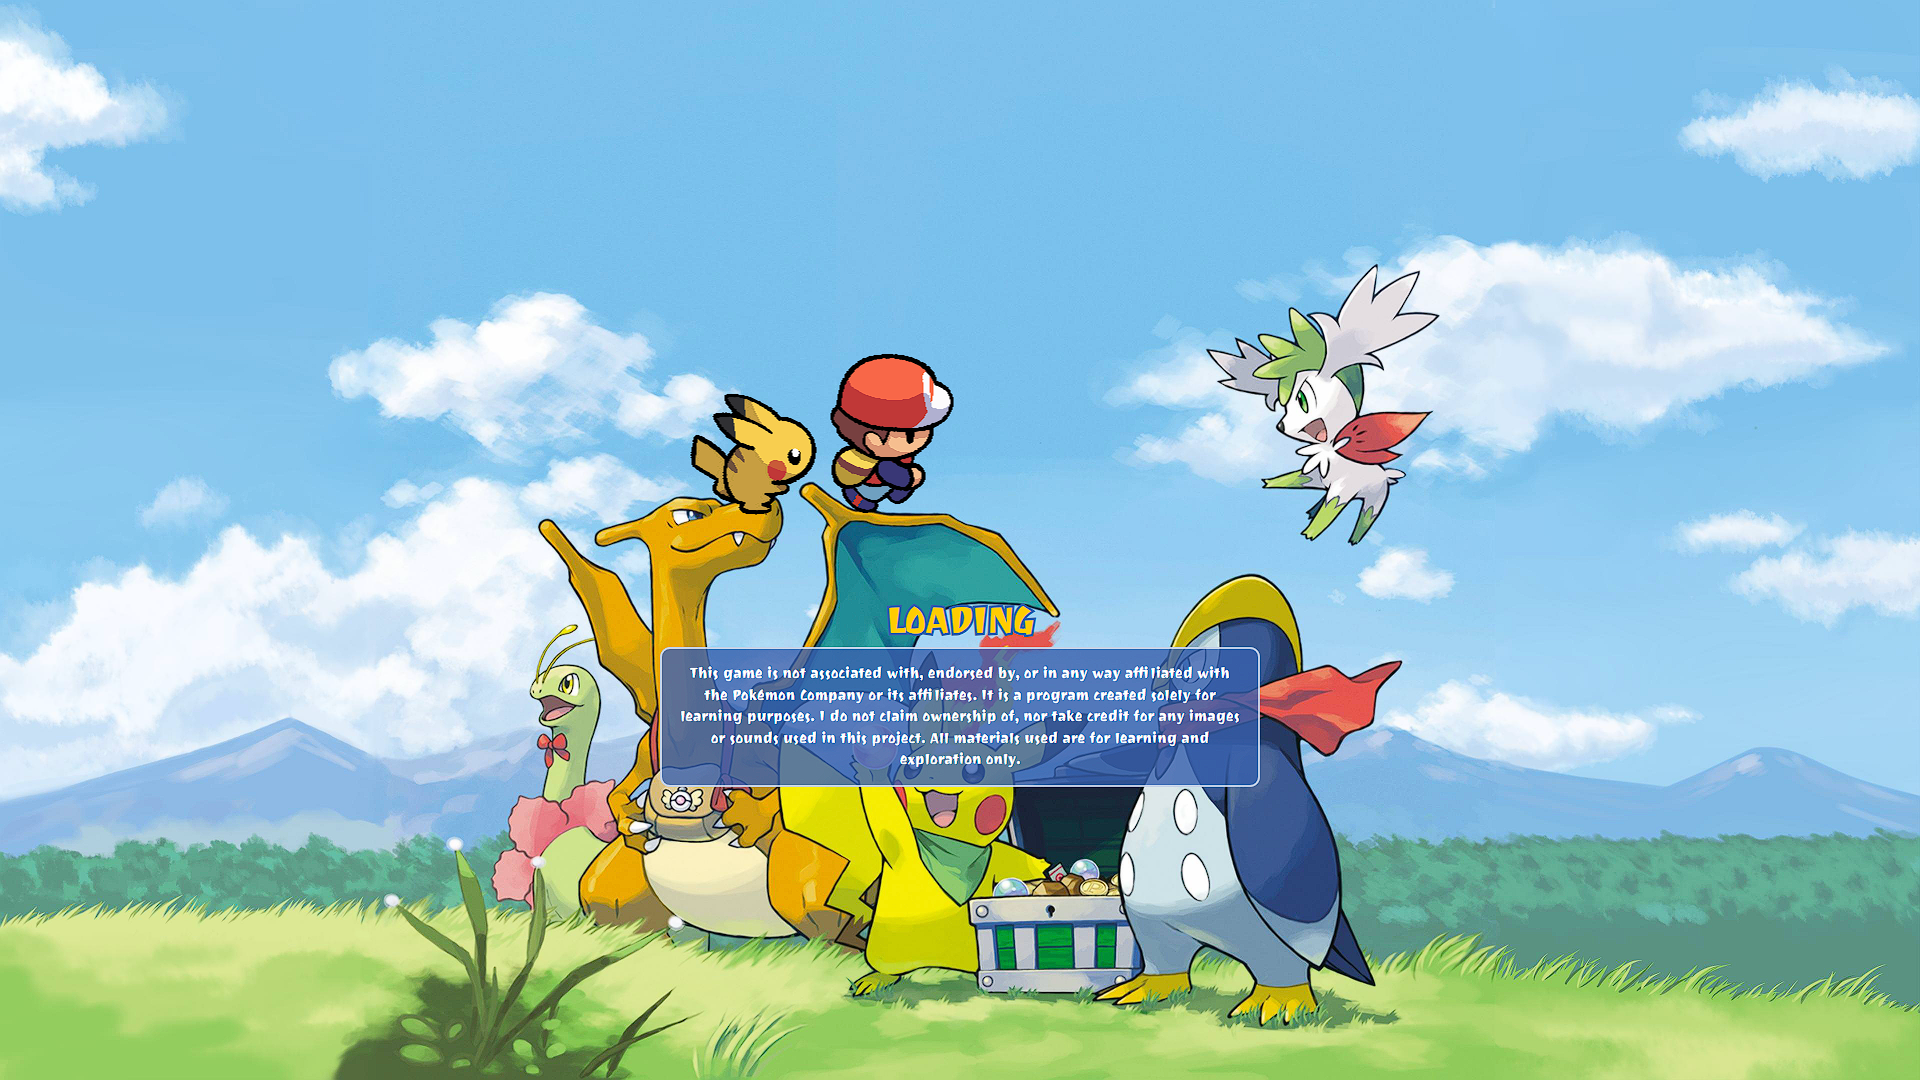 LOADING
This game is not associated with, endorsed by, or in any way affiliated with
the Pokémon Company or its affiliates. It is a program created solely for
learning purposes. I do not claim ownership of, nor take credit for any images
or sounds used in this project. All materials used are for learning and
exploration only.